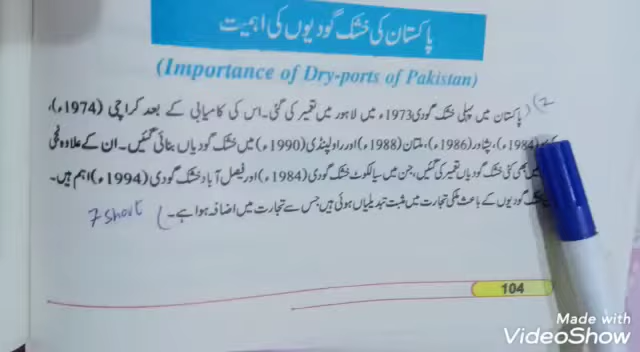 پاکستان کی خشک گودیوں کی اہمیت
(Importance of Dry-ports of Pakistan)
پاکستان میں پہلی خشک گودی 1973ء میں لاہور میں تعمیر کی گئی۔ اس کی کامیابی کے بعد کراچی (1974ء)، (2
(1984ء)، پشاور (1986ء)، ملتان (1988ء) اور راولپنڈی (1990ء) میں خشک گودیاں بنائی گئیں۔ ان کے علاوہ نجی
میں بھی کئی خشک گودیاں تعمیر کی گئیں، جن میں سیالکوٹ خشک گودی (1984ء) اور فیصل آباد خشک گودی (1994ء) اہم ہیں۔
خشک گودیوں کے باعث ملکی تجارت میں مثبت تبدیلیاں ہوئی ہیں جس سے تجارت میں اضافہ ہوا ہے۔ ( 7 short
104
Made with
VideoShow